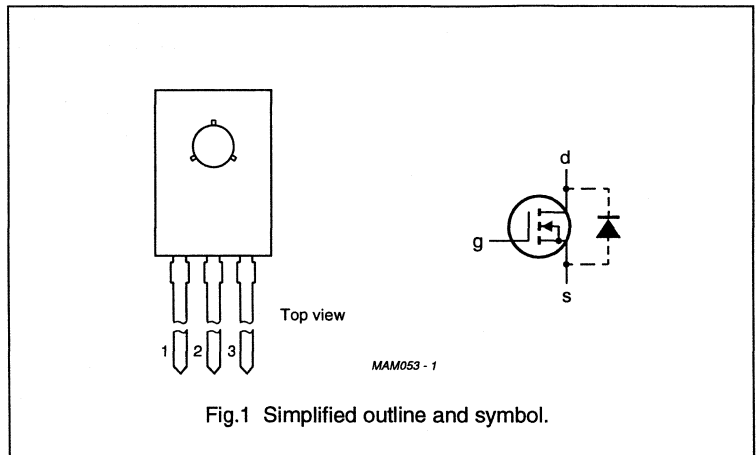 d
g
s
Top view
1 2 3
MAM053 - 1
Fig.1 Simplified outline and symbol.